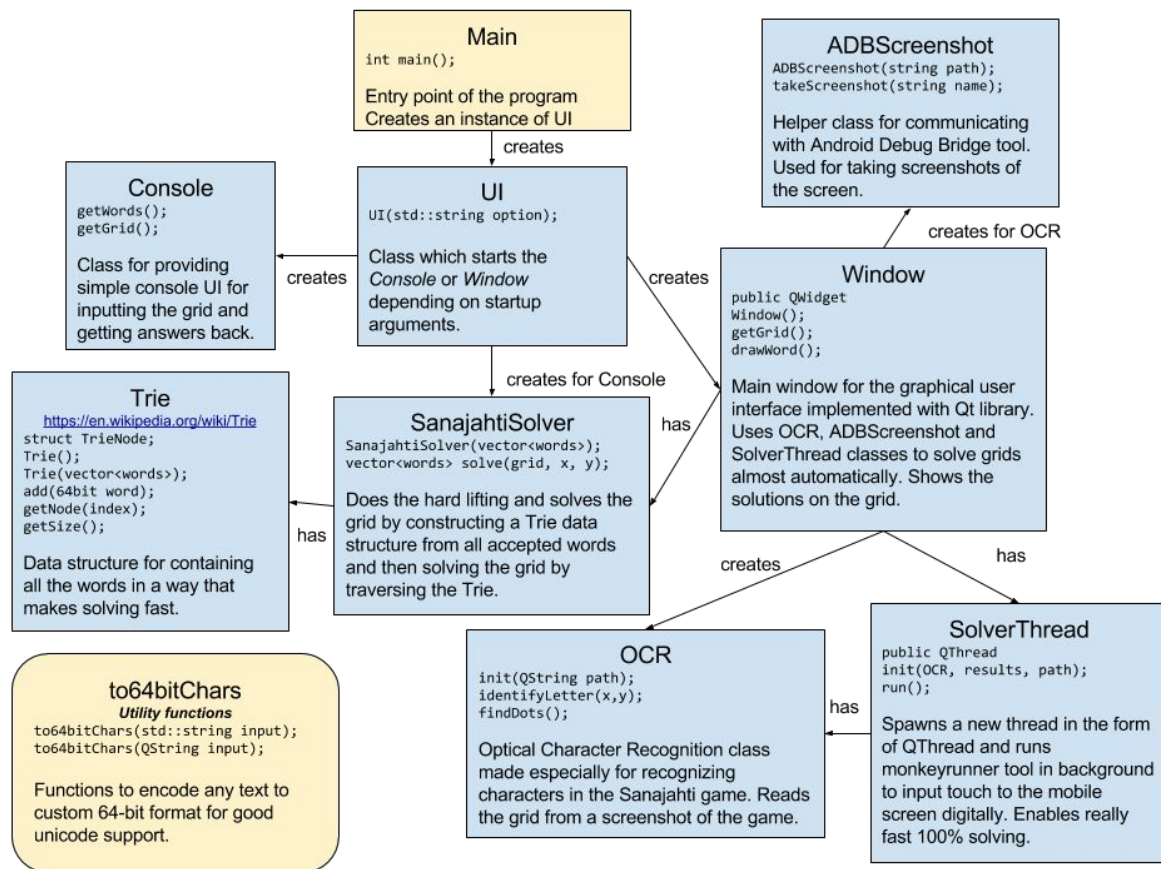 Main
int main();
Entry point of the program
Creates an instance of UI
creates
ADBScreenshot
ADBScreenshot(string path);
takeScreenshot(string name);
Helper class for communicating
with Android Debug Bridge tool.
Used for taking screenshots of
the screen.
creates for OCR
Console
getWords();
getGrid();
Class for providing
simple console UI for
inputting the grid and
getting answers back.
creates
UI
UI(std::string option);
Class which starts the
Console or Window
depending on startup
arguments.
creates
creates for Console
Window
public QWidget
Window();
getGrid();
drawWord();
Main window for the graphical user
interface implemented with Qt library.
Uses OCR, ADBScreenshot and
SolverThread classes to solve grids
almost automatically. Shows the
solutions on the grid.
has
Trie
https://en.wikipedia.org/wiki/Trie
struct TrieNode;
Trie();
Trie(vector<words>);
add(64bit word);
getNode(index);
getSize();
Data structure for containing
all the words in a way that
makes solving fast.
has
SanajahtiSolver
SanajahtiSolver(vector<words>);
vector<words> solve(grid, x, y);
Does the hard lifting and solves the
grid by constructing a Trie data
structure from all accepted words
and then solving the grid by
traversing the Trie.
creates
has
to64bitChars
Utility functions
to64bitChars(std::string input);
to64bitChars(QString input);
Functions to encode any text to
custom 64-bit format for good
unicode support.
OCR
init(QString path);
identifyLetter(x,y);
findDots();
Optical Character Recognition class
made especially for recognizing
characters in the Sanajahti game. Reads
the grid from a screenshot of the game.
has
SolverThread
public QThread
init(OCR, results, path);
run();
Spawns a new thread in the form
of QThread and runs
monkeyrunner tool in background
to input touch to the mobile
screen digitally. Enables really
fast 100% solving.